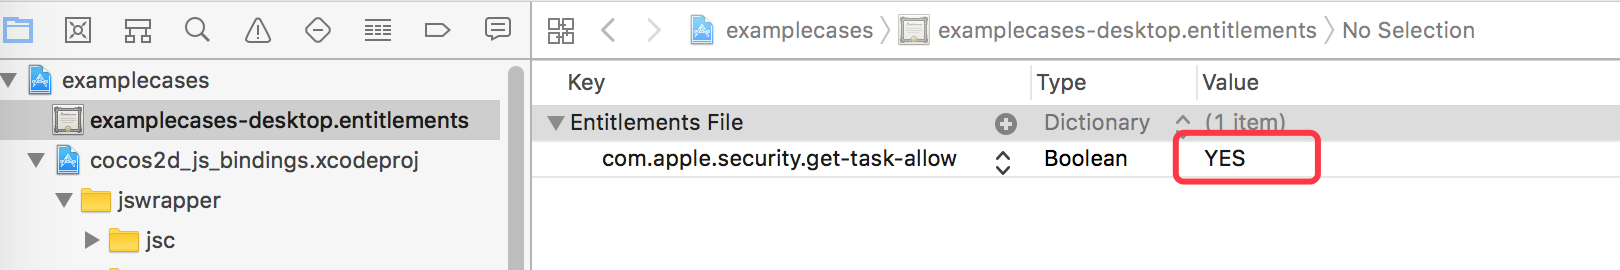 examplecases 〉 examplecases-desktop.entitlements 〉 No Selection
examplecases
examplecases-desktop.entitlements
cocos2d_js_bindings.xcodeproj
jswrapper
jsc
Key Type Value
Entitlements File Dictionary (1 item)
com.apple.security.get-task-allow Boolean YES